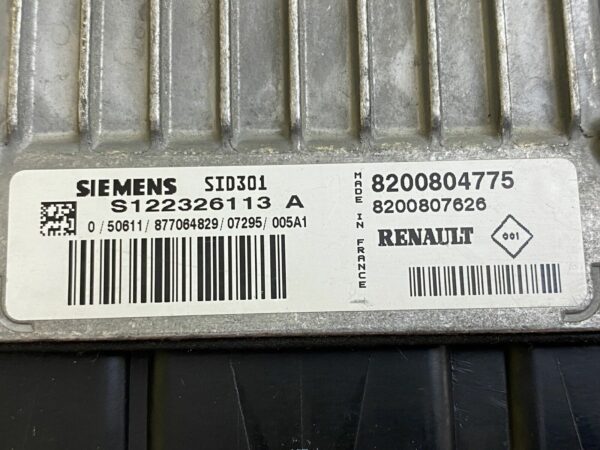 SIEMENS SID301
S122326113 A
0/50611/877064829/07295/005A1
MADE IN FRANCE
8200804775
8200807626
RENAULT 001